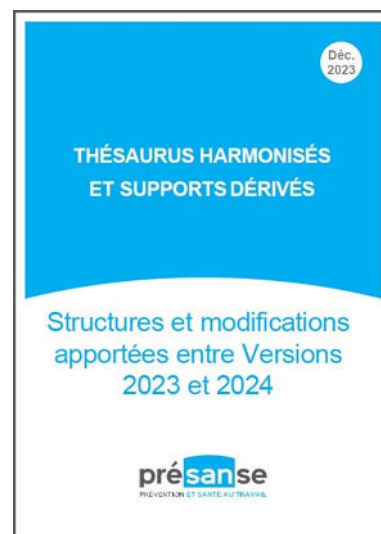 Déc.
2023
THÉSAURUS HARMONISÉS
ET SUPPORTS DÉRIVÉS
Structures et modifications
apportées entre Versions
2023 et 2024
présanse
PRÉVENTION ET SANTÉ AU TRAVAIL